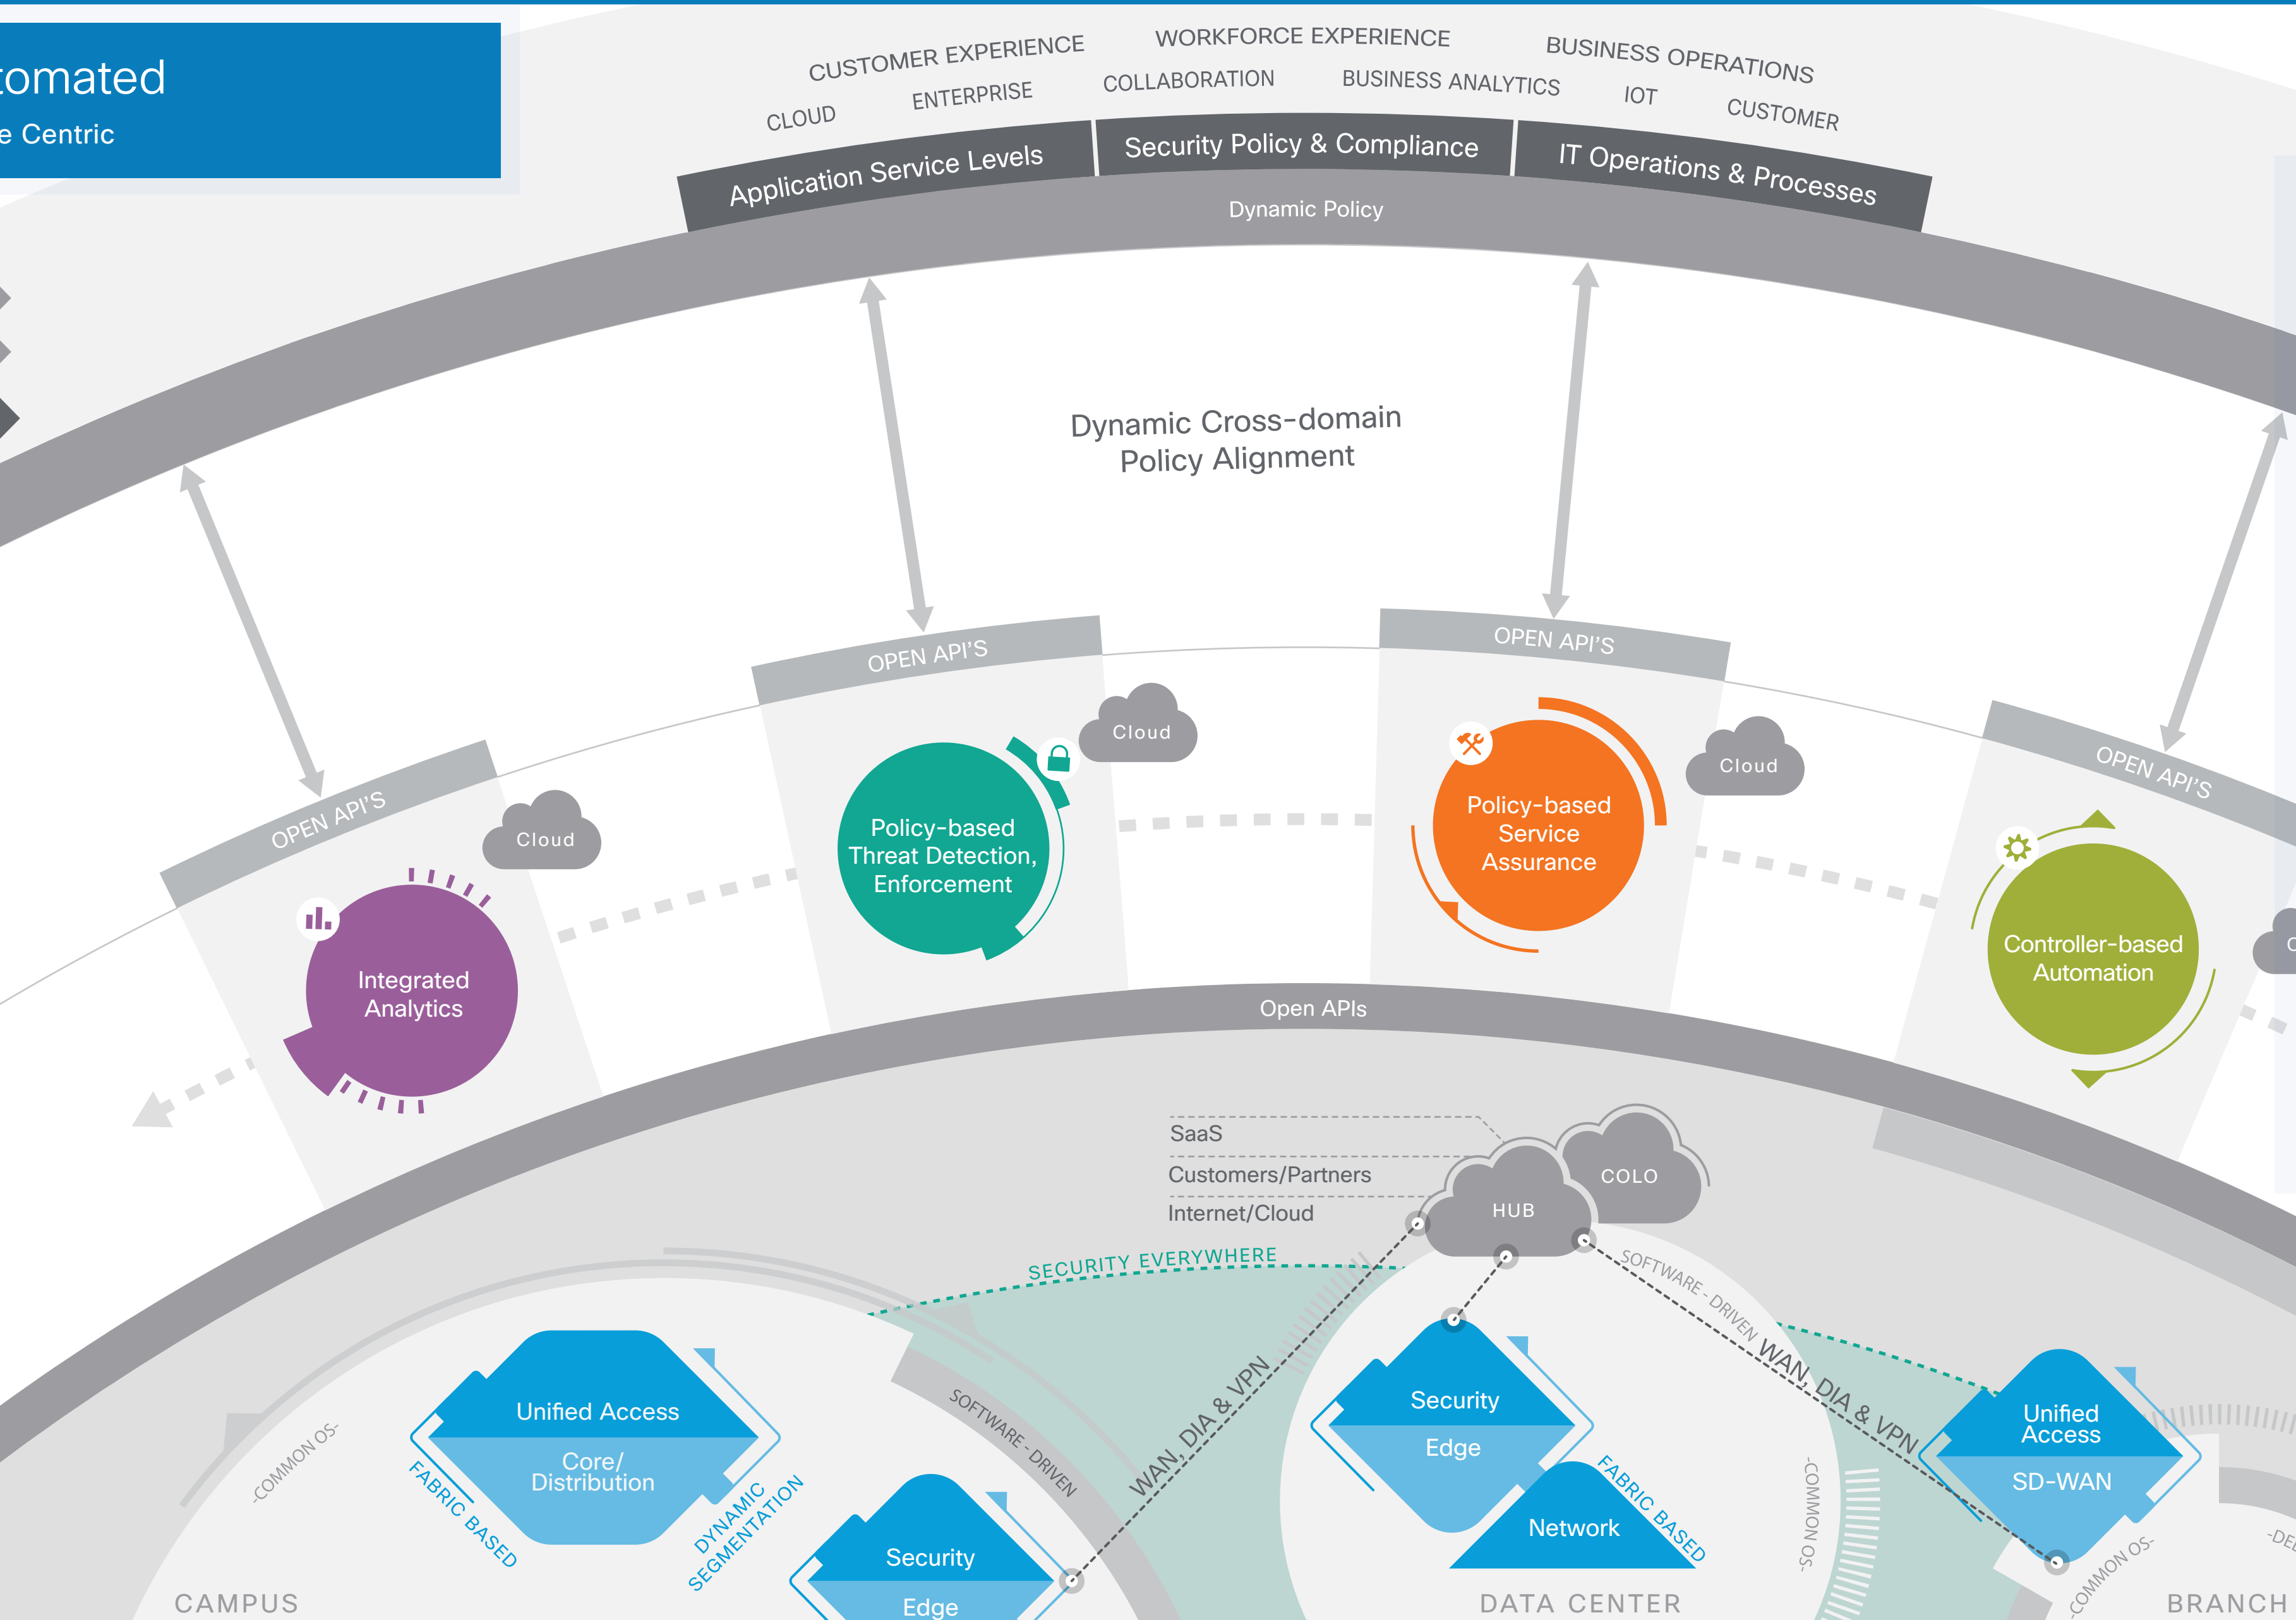 tomated
e Centric
CUSTOMER EXPERIENCE
WORKFORCE EXPERIENCE
BUSINESS OPERATIONS
CLOUD
ENTERPRISE
COLLABORATION
BUSINESS ANALYTICS
IOT
CUSTOMER
Application Service Levels
Security Policy & Compliance
IT Operations & Processes
Dynamic Policy
Dynamic Cross-domain
Policy Alignment
OPEN API'S
OPEN API'S
OPEN API'S
OPEN API'S
Cloud
Cloud
Cloud
Integrated
Analytics
Policy-based
Threat Detection,
Enforcement
Policy-based
Service
Assurance
Controller-based
Automation
Open APIs
SaaS
Customers/Partners
Internet/Cloud
HUB
COLO
SECURITY EVERYWHERE
SOFTWARE - DRIVEN
WAN, DIA & VPN
WAN, DIA & VPN
-COMMON OS-
Unified Access
Core/
Distribution
FABRIC BASED
DYNAMIC
SEGMENTATION
SOFTWARE - DRIVEN
Security
Edge
CAMPUS
Security
Edge
Network
FABRIC BASED
-COMMON OS-
DATA CENTER
Unified
Access
SD-WAN
-COMMON OS-
BRANCH